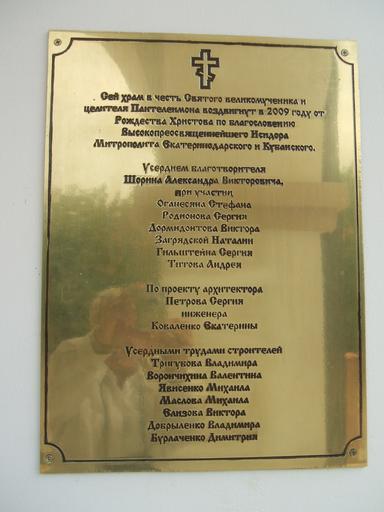 Сей храм в честь Святого великомученика и
целителя Пантелеимона воздвигнут в 2009 году от
Рождества Христова по благословению
Высокопреосвященнейшего Исидора
Митрополита Екатеринодарского и Кубанского.
Усердием благотворителя
Шорина Александра Викторовича,
при участии
Оганесяна Стефана
Родионова Сергия
Дормидонтова Виктора
Загрядской Наталии
Гильштейна Сергия
Титова Андрея
По проекту архитектора
Петрова Сергия
инженера
Коваленко Екатерины
Усердными трудами строителей
Тригубова Владимира
Ворончихина Валентина
Явисенко Михаила
Маслова Михаила
Елизова Виктора
Добрыленко Владимира
Бурлаченко Димитрия